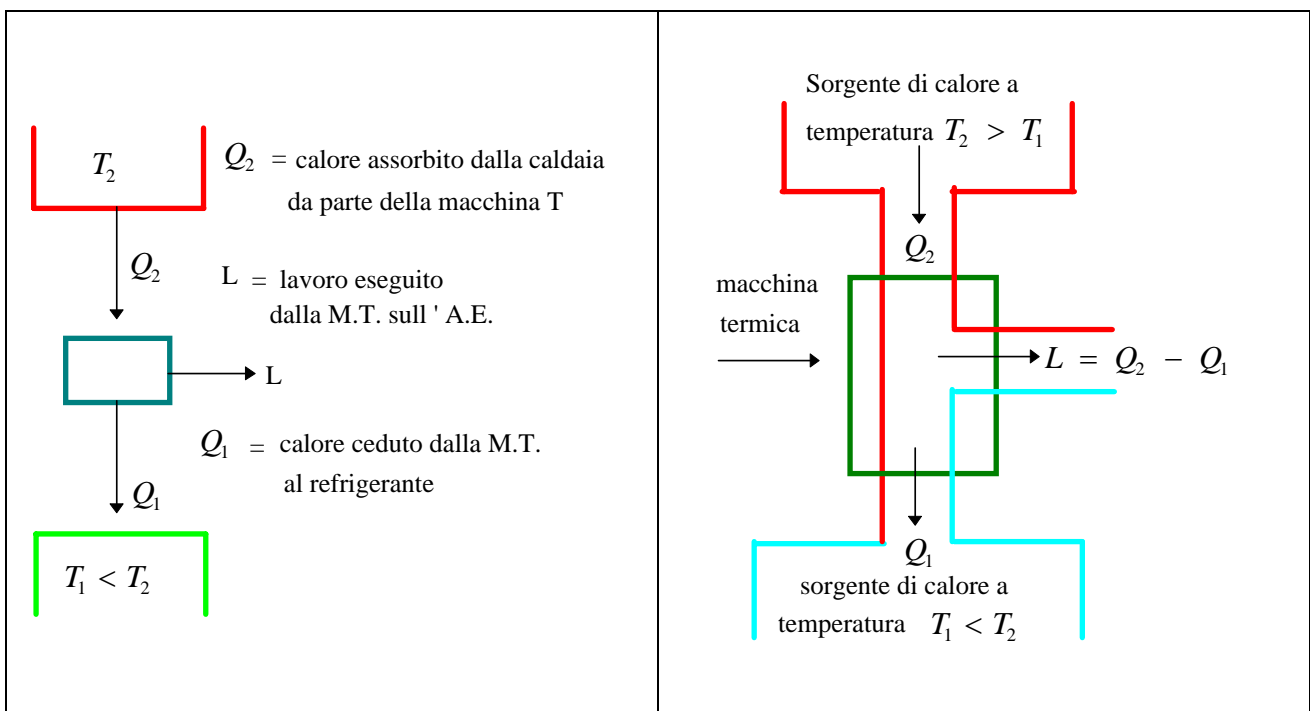 T₂
Q₂ = calore assorbito dalla caldaia
da parte della macchina T
Q₂
L = lavoro eseguito
dalla M.T. sull ' A.E.
L
Q₁ = calore ceduto dalla M.T.
al refrigerante
Q₁
T₁ < T₂
Sorgente di calore a
temperatura T₂ > T₁
Q₂
macchina
termica
L = Q₂ − Q₁
Q₁
sorgente di calore a
temperatura T₁ < T₂